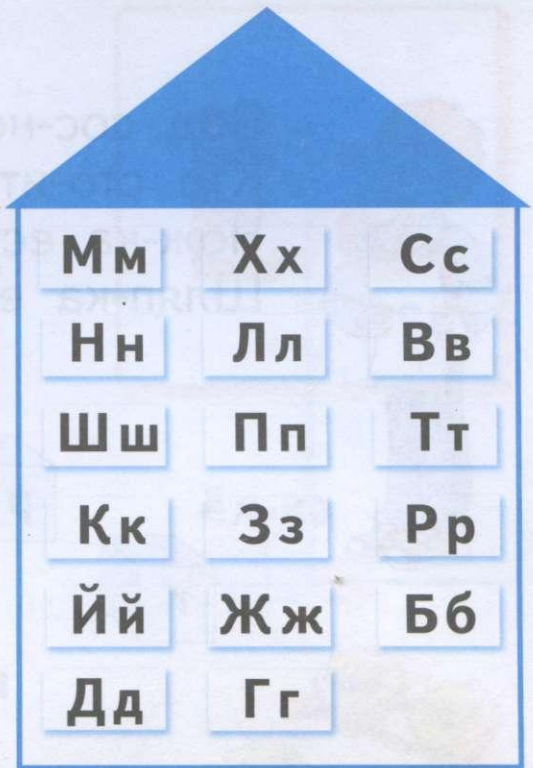 Мм Хх Сс
Нн Лл Вв
Шш Пп Тт
Кк Зз Рр
Йй Жж Бб
Дд Гг